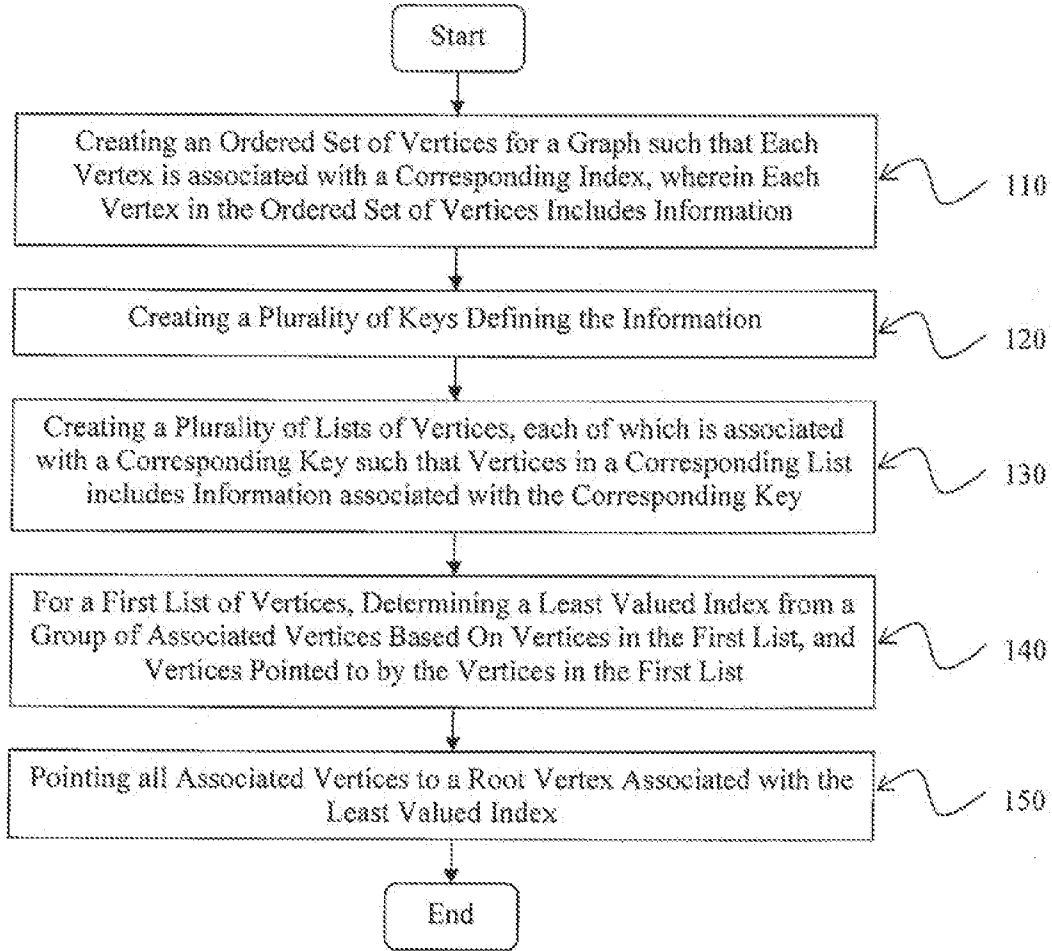 Start
Creating an Ordered Set of Vertices for a Graph such that Each
Vertex is associated with a Corresponding Index, wherein Each
Vertex in the Ordered Set of Vertices Includes Information
110
Creating a Plurality of Keys Defining the Information
120
Creating a Plurality of Lists of Vertices, each of which is associated
with a Corresponding Key such that Vertices in a Corresponding List
includes Information associated with the Corresponding Key
130
For a First List of Vertices, Determining a Least Valued Index from a
Group of Associated Vertices Based On Vertices in the First List, and
Vertices Pointed to by the Vertices in the First List
140
Pointing all Associated Vertices to a Root Vertex Associated with the
Least Valued Index
150
End